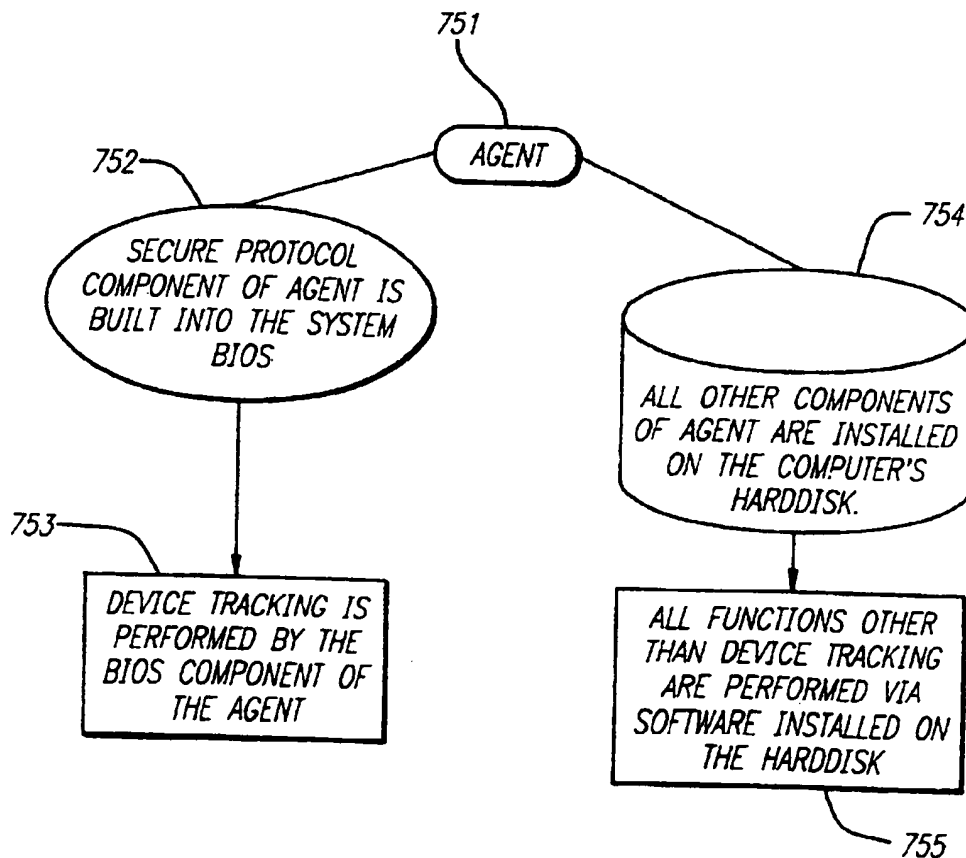 751
AGENT
752
SECURE PROTOCOL
COMPONENT OF AGENT IS
BUILT INTO THE SYSTEM
BIOS
754
ALL OTHER COMPONENTS
OF AGENT ARE INSTALLED
ON THE COMPUTER'S
HARDDISK.
753
DEVICE TRACKING IS
PERFORMED BY THE
BIOS COMPONENT OF
THE AGENT
ALL FUNCTIONS OTHER
THAN DEVICE TRACKING
ARE PERFORMED VIA
SOFTWARE INSTALLED ON
THE HARDDISK
755